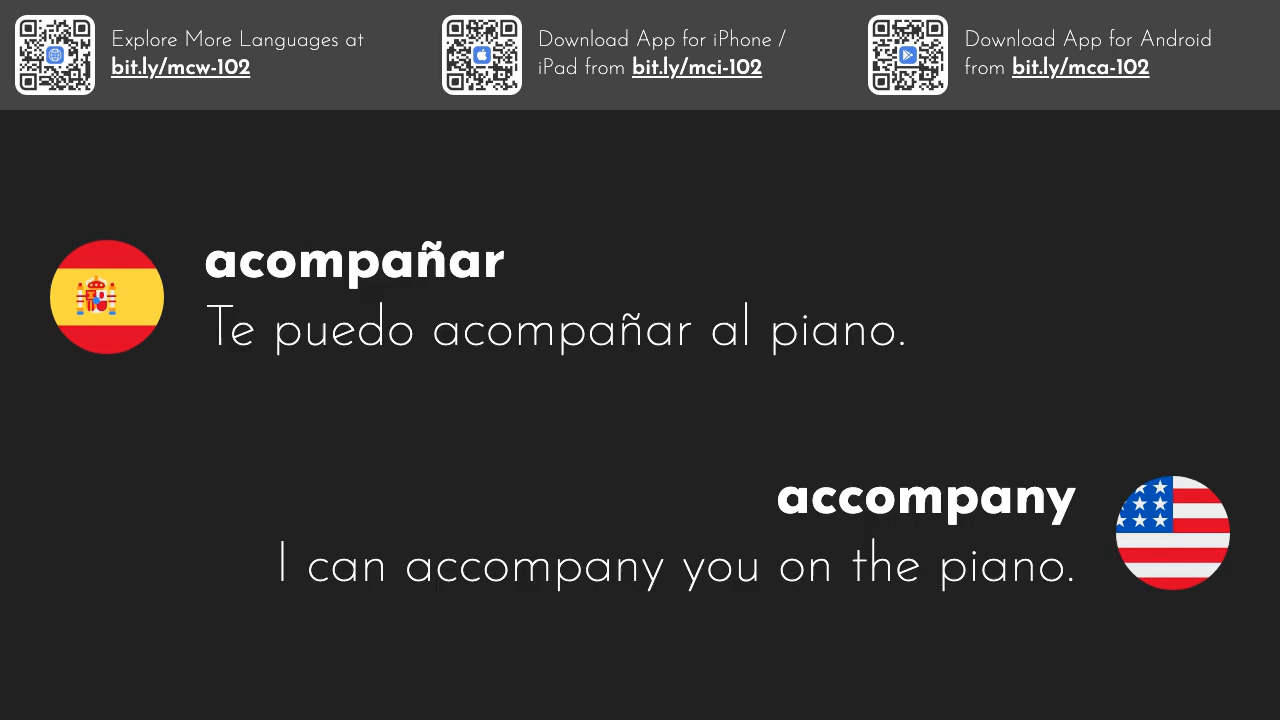 Explore More Languages at
bit.ly/mcw-102
Download App for iPhone /
iPad from bit.ly/mci-102
Download App for Android
from bit.ly/mca-102
acompañar
Te puedo acompañar al piano.
accompany
I can accompany you on the piano.